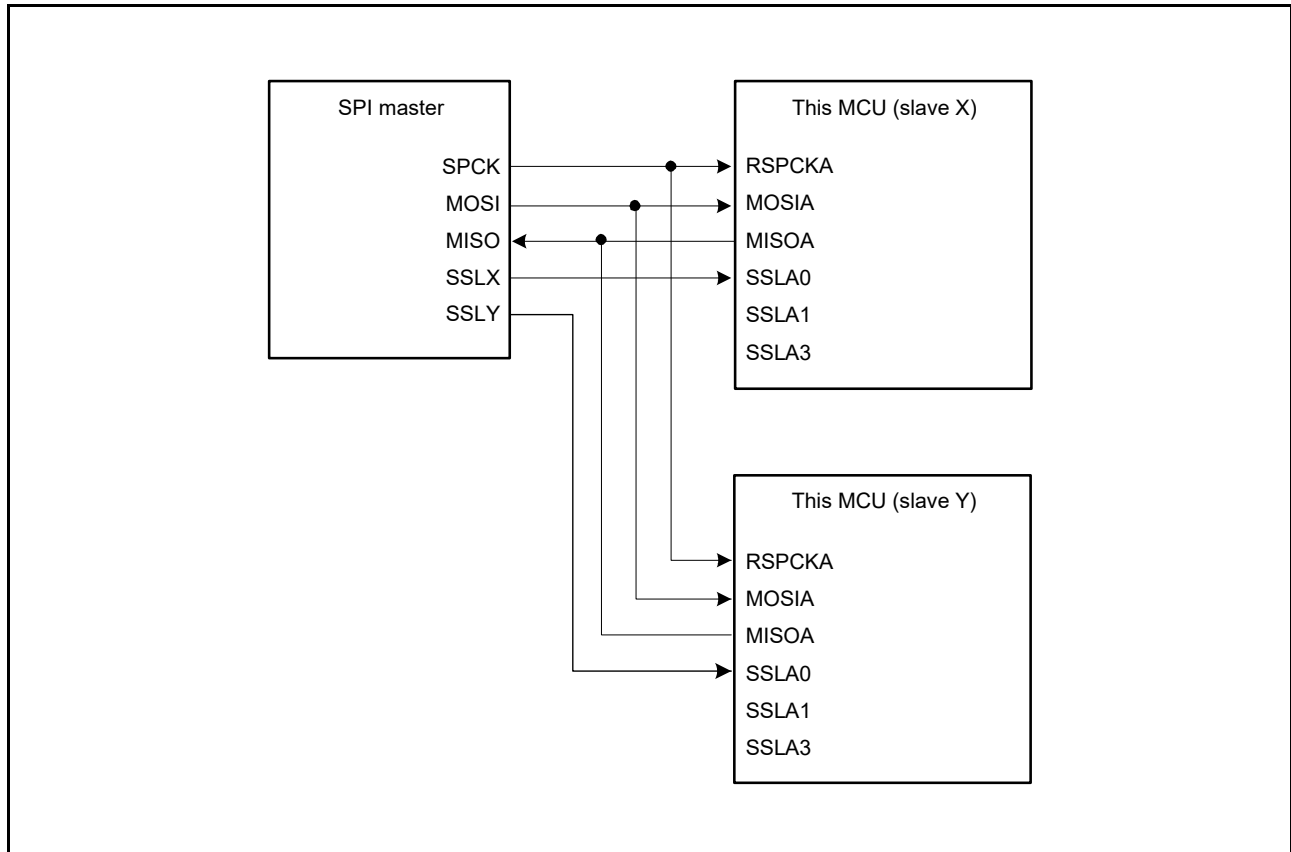 SPI master
SPCK
MOSI
MISO
SSLX
SSLY
This MCU (slave X)
RSPCKA
MOSIA
MISOA
SSLA0
SSLA1
SSLA3
This MCU (slave Y)
RSPCKA
MOSIA
MISOA
SSLA0
SSLA1
SSLA3